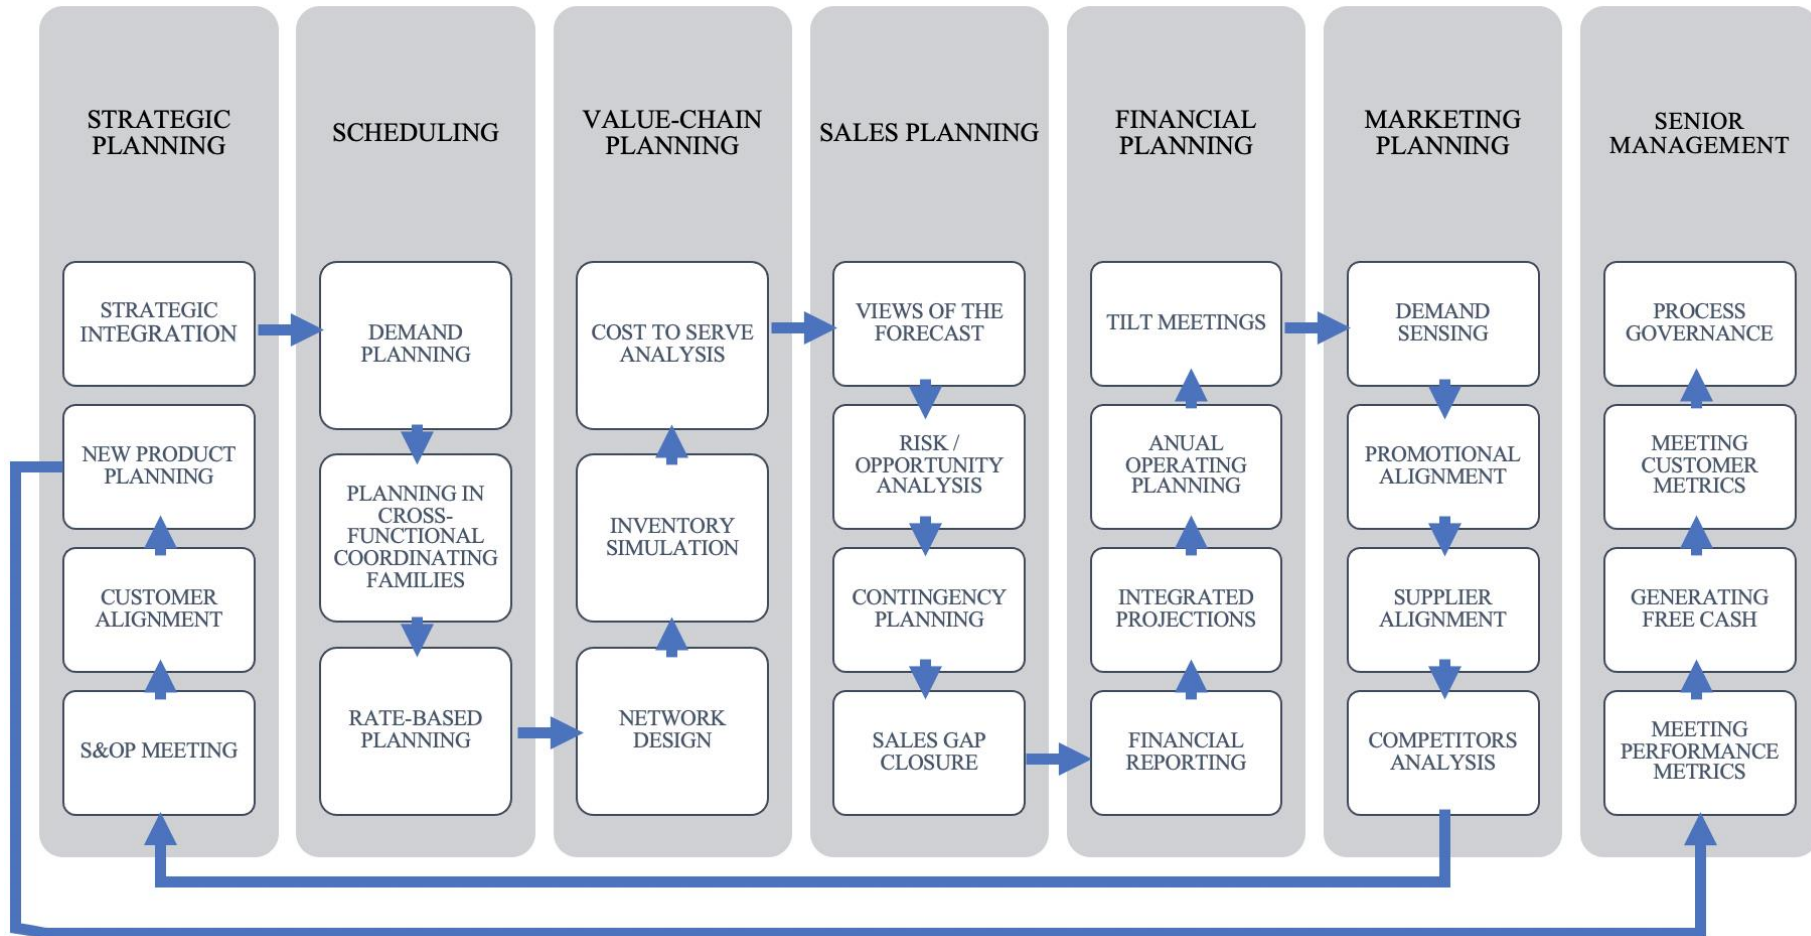 STRATEGIC
PLANNING
STRATEGIC
INTEGRATION
NEW PRODUCT
PLANNING
CUSTOMER
ALIGNMENT
S&OP MEETING
SCHEDULING
DEMAND
PLANNING
PLANNING IN
CROSS-
FUNCTIONAL
COORDINATING
FAMILIES
RATE-BASED
PLANNING
VALUE-CHAIN
PLANNING
COST TO SERVE
ANALYSIS
INVENTORY
SIMULATION
NETWORK
DESIGN
SALES PLANNING
VIEWS OF THE
FORECAST
RISK /
OPPORTUNITY
ANALYSIS
CONTINGENCY
PLANNING
SALES GAP
CLOSURE
FINANCIAL
PLANNING
TILT MEETINGS
ANUAL
OPERATING
PLANNING
INTEGRATED
PROJECTIONS
FINANCIAL
REPORTING
MARKETING
PLANNING
DEMAND
SENSING
PROMOTIONAL
ALIGNMENT
SUPPLIER
ALIGNMENT
COMPETITORS
ANALYSIS
SENIOR
MANAGEMENT
PROCESS
GOVERNANCE
MEETING
CUSTOMER
METRICS
GENERATING
FREE CASH
MEETING
PERFORMANCE
METRICS